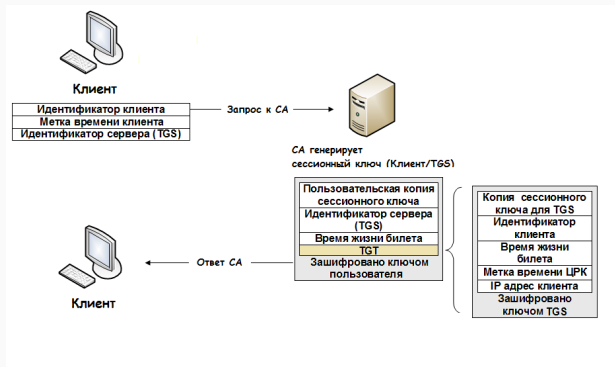 Клиент
Идентификатор клиента
Метка времени клиента
Идентификатор сервера (TGS)
Запрос к СА
СА генерирует
сессионный ключ (Клиент/TGS)
Пользовательская копия
сессионного ключа
Идентификатор сервера
(TGS)
Время жизни билета
TGT
Зашифровано ключом
пользователя
Копия сессионного
ключа для TGS
Идентификатор
клиента
Время жизни
билета
Метка времени ЦРК
IP адрес клиента
Зашифровано
ключом TGS
Ответ СА
Клиент